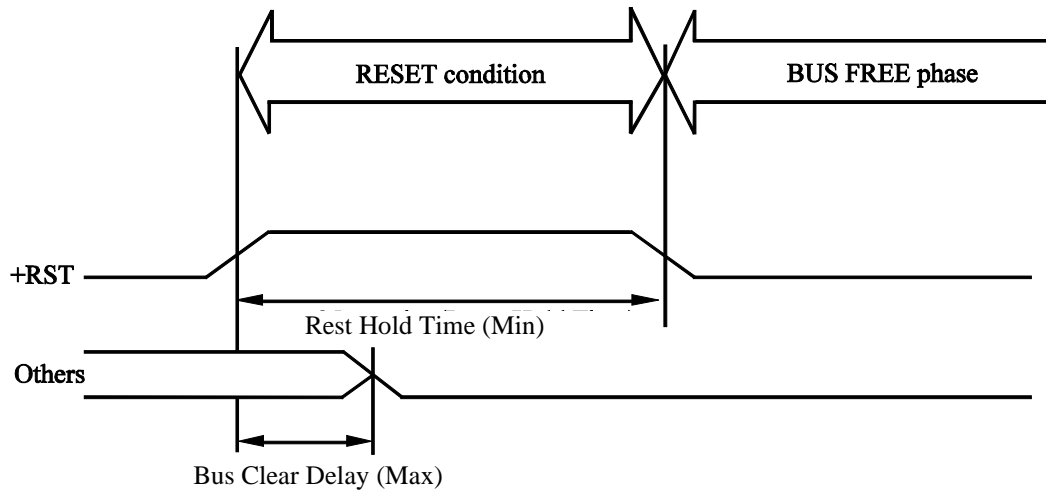 RESET condition
BUS FREE phase
+RST
Rest Hold Time (Min)
Others
Bus Clear Delay (Max)